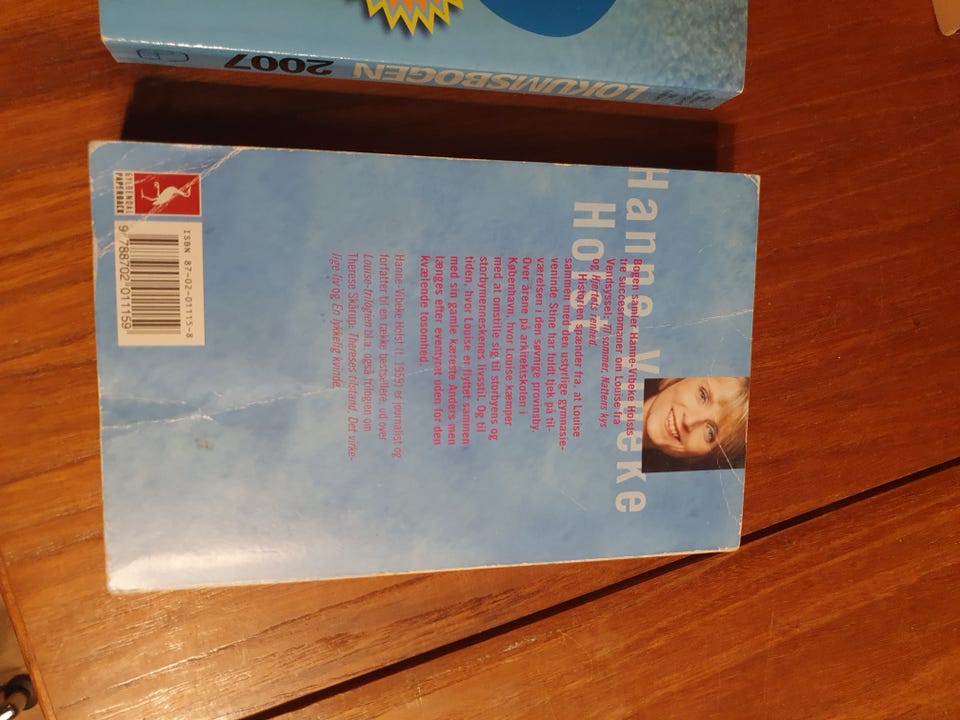 LOKUMSBOGEN 2007
Hanne-Vibeke
Holst
Bogen samler Hanne-Vibeke Holsts
tre succesromaner om Louise fra
Vendsyssel: Til sommer, Nattens kys
og Hjertets renhed.
Historien spænder fra, at Louise
sammen med den ustyrlige gymnasie-
veninde Stine har fuldt tjek på til-
værelsen i den søvnige provinsby.
Over årene på arkitektskolen i
København, hvor Louise kæmper
med at omstille sig til storbyens og
storbymenneskenes livsstil. Og til
tiden, hvor Louise er flyttet sammen
med sin gamle kæreste Anders, men
længes efter eventyret uden for den
kvælende tosomhed.
Hanne-Vibeke Holst (f. 1959) er journalist og
forfatter til en række bestsellere, ud over
Louise-trilogien bl.a. også trilogien om
Therese Skårup: Thereses tilstand, Det virke-
lige liv og En lykkelig kvinde.
GYLDENDAL
PAPERBACK
ISBN 87-02-01115-8
9 788702 011159